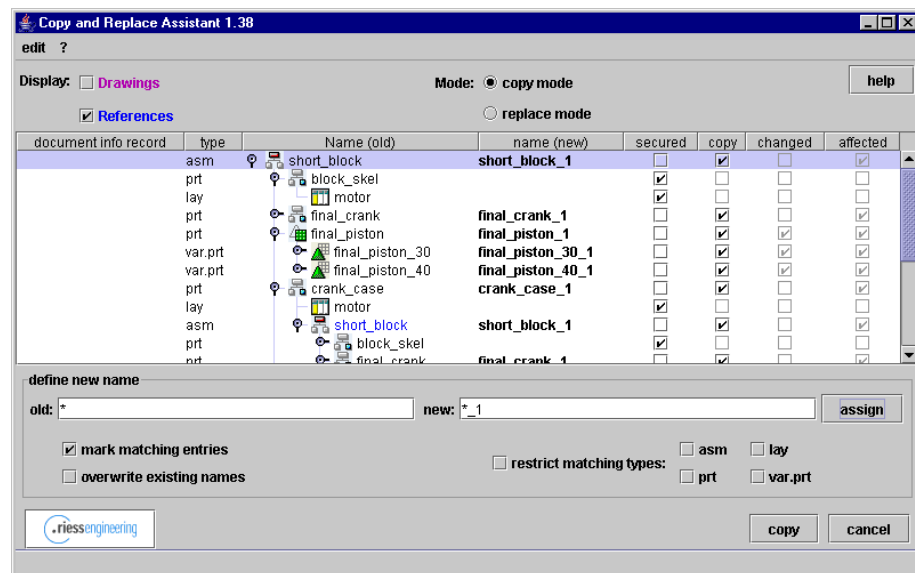 Copy and Replace Assistant 1.38
edit ?
Display: Drawings Mode: copy mode help
References replace mode
document info record type Name (old) name (new) secured copy changed affected
asm short_block short_block_1
prt block_skel
lay motor
prt final_crank final_crank_1
prt final_piston final_piston_1
var.prt final_piston_30 final_piston_30_1
var.prt final_piston_40 final_piston_40_1
prt crank_case crank_case_1
lay motor
asm short_block short_block_1
prt block_skel
prt final_crank final_crank_1
define new name
old: * new: *_1 assign
mark matching entries asm lay
overwrite existing names restrict matching types: prt var.prt
.riessengineering copy cancel